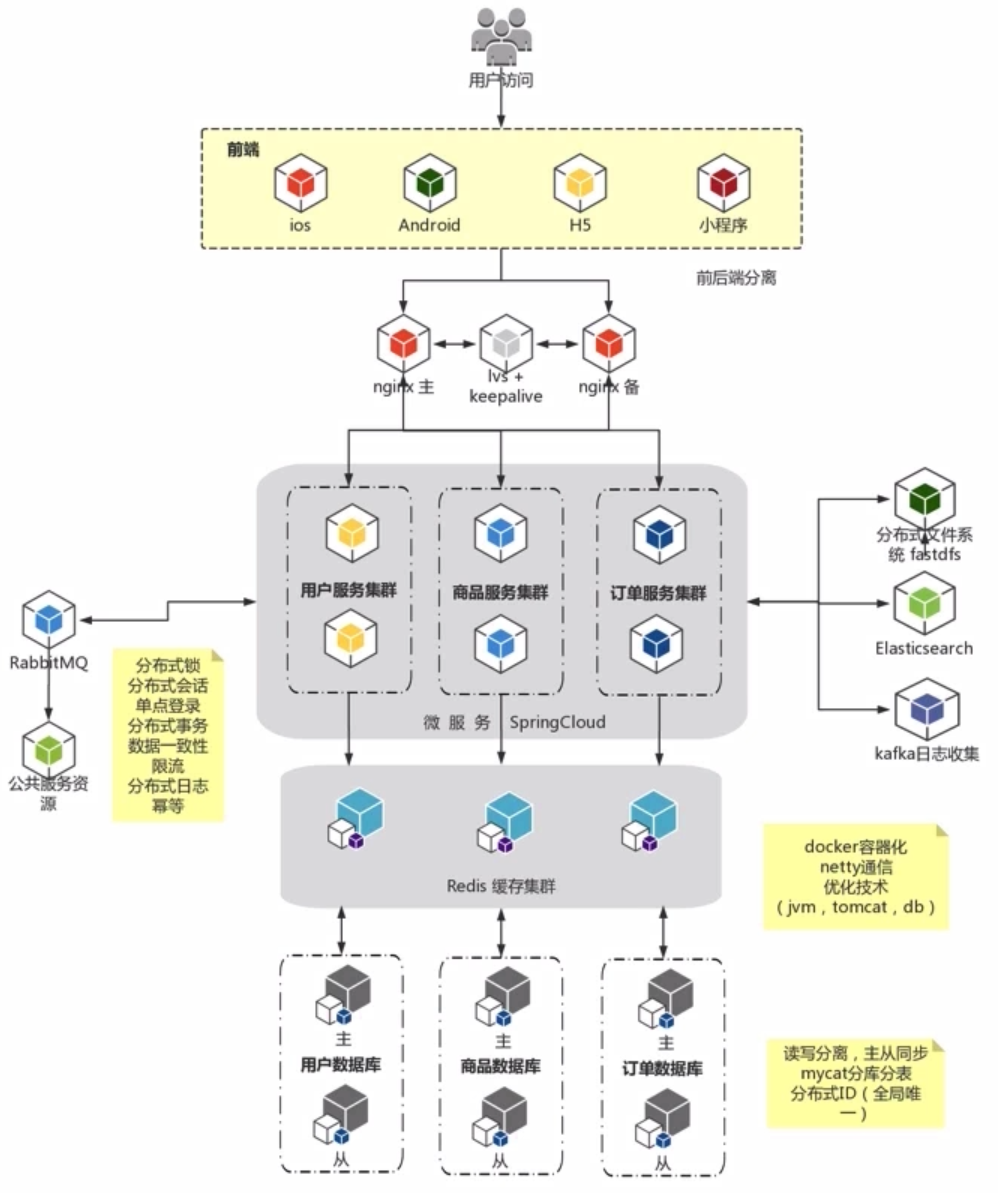 用户访问
前端
ios
Android
H5
小程序
前后端分离
nginx 主
lvs +
keepalive
nginx 备
用户服务集群
商品服务集群
订单服务集群
微 服 务 SpringCloud
分布式文件系
统 fastdfs
Elasticsearch
kafka日志收集
RabbitMQ
公共服务资
源
分布式锁
分布式会话
单点登录
分布式事务
数据一致性
限流
分布式日志
幂等
Redis 缓存集群
docker容器化
netty通信
优化技术
（jvm，tomcat，db）
主
用户数据库
从
主
商品数据库
从
主
订单数据库
从
读写分离，主从同步
mycat分库分表
分布式ID（全局唯
一）